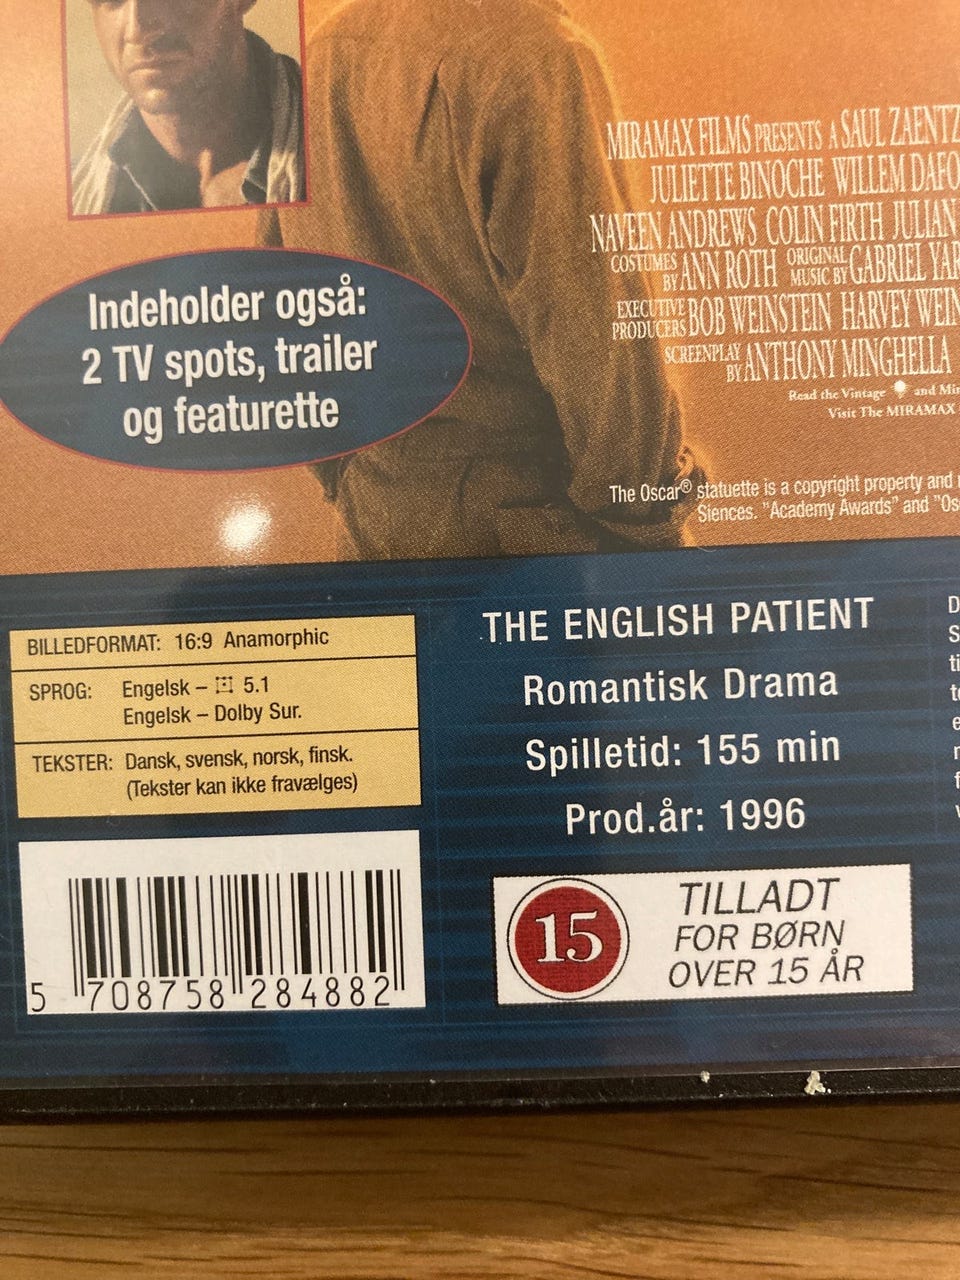 MIRAMAX FILMS PRESENTS A SAUL ZAENTZ
JULIETTE BINOCHE WILLEM DAFO
NAVEEN ANDREWS COLIN FIRTH JULIAN
COSTUMES BY ANN ROTH ORIGINAL MUSIC BY GABRIEL YAR
EXECUTIVE PRODUCERS BOB WEINSTEIN HARVEY WEIN
SCREENPLAY BY ANTHONY MINGHELLA
Read the Vintage and Mir
Visit The MIRAMAX
The Oscar® statuette is a copyright property and
Siences. "Academy Awards" and "Os
Indeholder også:
2 TV spots, trailer
og featurette
BILLEDFORMAT: 16:9 Anamorphic
SPROG: Engelsk – 5.1
Engelsk – Dolby Sur.
TEKSTER: Dansk, svensk, norsk, finsk.
(Tekster kan ikke fravælges)
THE ENGLISH PATIENT
Romantisk Drama
Spilletid: 155 min
Prod.år: 1996
15
TILLADT
FOR BØRN
OVER 15 ÅR
5 708758 284882